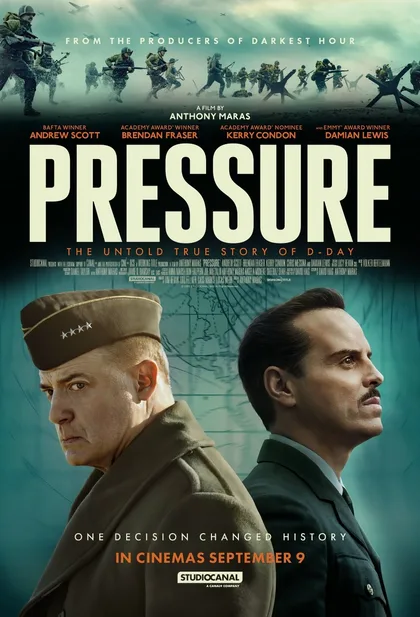 FROM THE PRODUCERS OF DARKEST HOUR
A FILM BY
ANTHONY MARAS
BAFTA WINNER
ANDREW SCOTT
ACADEMY AWARD® WINNER
BRENDAN FRASER
ACADEMY AWARD® NOMINEE
KERRY CONDON
AND EMMY® AWARD WINNER
DAMIAN LEWIS
PRESSURE
THE UNTOLD TRUE STORY OF D-DAY
ONE DECISION CHANGED HISTORY
IN CINEMAS SEPTEMBER 9
STUDIOCANAL
A CANAL+ COMPANY